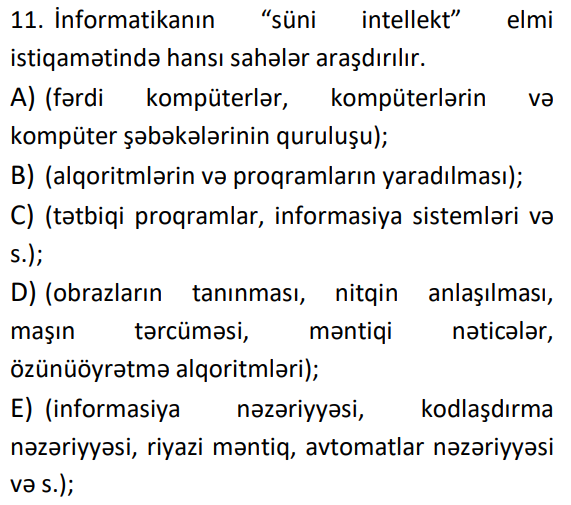 11. İnformatikanın “süni intellekt” elmi
istiqamətində hansı sahələr araşdırılır.
A) (fərdi kompüterlər, kompüterlərin və
kompüter şəbəkələrinin quruluşu);
B) (alqoritmlərin və proqramların yaradılması);
C) (tətbiqi proqramlar, informasiya sistemləri və
s.);
D) (obrazların tanınması, nitqin anlaşılması,
maşın tərcüməsi, məntiqi nəticələr,
özünüöyrətmə alqoritmləri);
E) (informasiya nəzəriyyəsi, kodlaşdırma
nəzəriyyəsi, riyazi məntiq, avtomatlar nəzəriyyəsi
və s.);